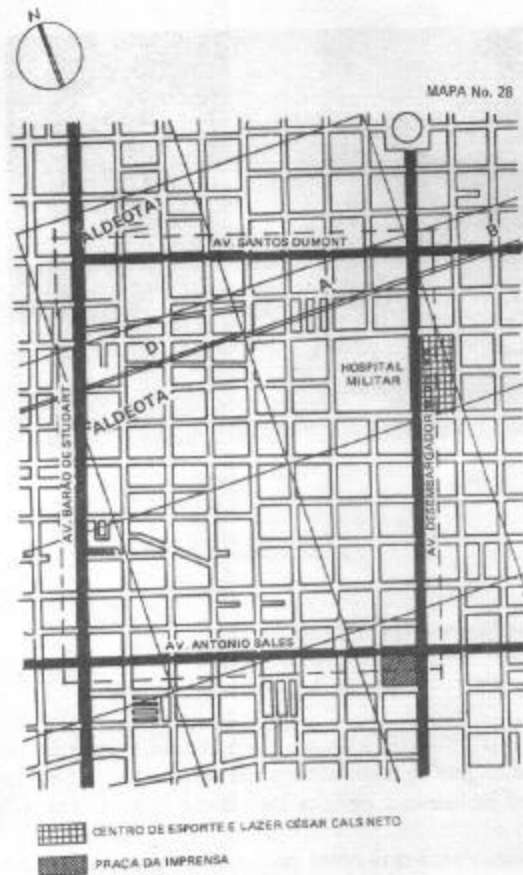 N
MAPA No. 28
ALDEOTA
AV. SANTOS DUMONT
B
A
D
HOSPITAL
MILITAR
ALDEOTA
AV. BARÃO DE STUDART
AV. DESEMBARGADOR MOREIRA
AV. ANTONIO SALES
CENTRO DE ESPORTE E LAZER CÉSAR CALS NETO
PRAÇA DA IMPRENSA